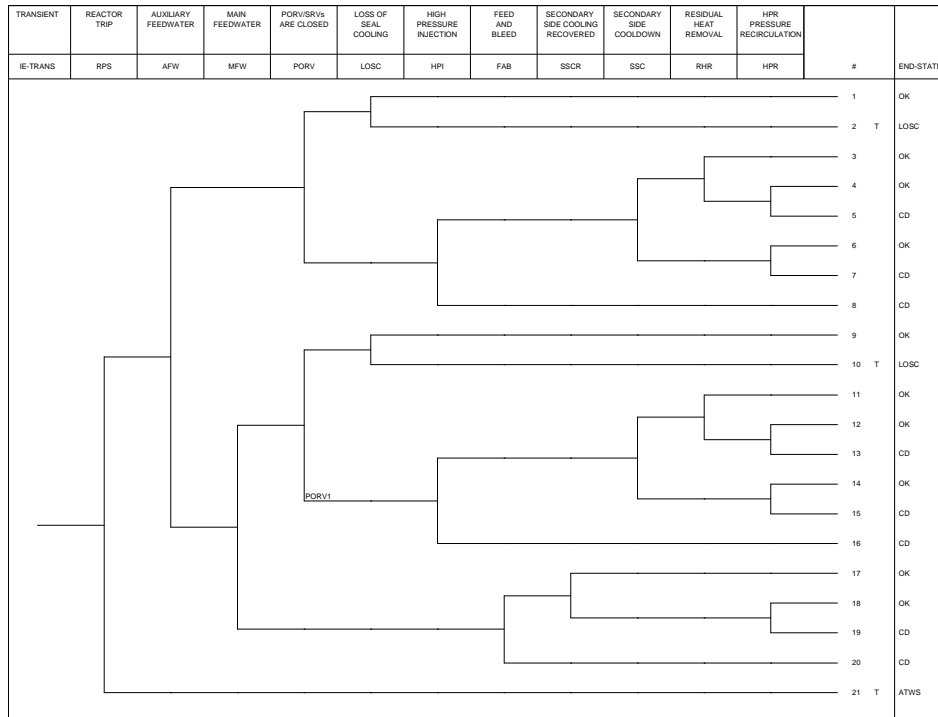 TRANSIENT
REACTOR
TRIP
AUXILIARY
FEEDWATER
MAIN
FEEDWATER
PORV/SRVs
ARE CLOSED
LOSS OF
SEAL
COOLING
HIGH
PRESSURE
INJECTION
FEED
AND
BLEED
SECONDARY
SIDE COOLING
RECOVERED
SECONDARY
SIDE
COOLDOWN
RESIDUAL
HEAT
REMOVAL
HPR
PRESSURE
RECIRCULATION
IE-TRANS RPS AFW MFW PORV LOSC HPI FAB SSCR SSC RHR HPR # END-STATE
1 OK
2 T LOSC
3 OK
4 OK
5 CD
6 OK
7 CD
8 CD
9 OK
10 T LOSC
11 OK
12 OK
13 CD
PORV1
14 OK
15 CD
16 CD
17 OK
18 OK
19 CD
20 CD
21 T ATWS